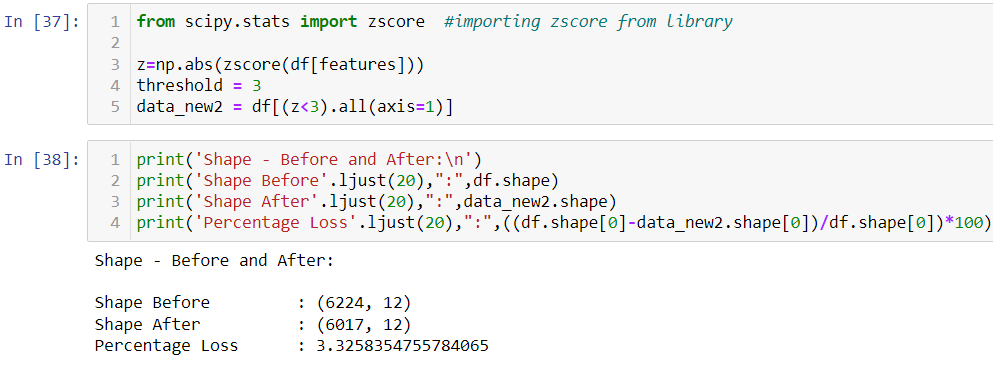 In [37]: 1 from scipy.stats import zscore  #importing zscore from library
2
3 z=np.abs(zscore(df[features]))
4 threshold = 3
5 data_new2 = df[(z<3).all(axis=1)]
In [38]: 1 print('Shape - Before and After:\n')
2 print('Shape Before'.ljust(20),":",df.shape)
3 print('Shape After'.ljust(20),":",data_new2.shape)
4 print('Percentage Loss'.ljust(20),":",((df.shape[0]-data_new2.shape[0])/df.shape[0])*100)
Shape - Before and After:
Shape Before         : (6224, 12)
Shape After          : (6017, 12)
Percentage Loss      : 3.3258354755784065